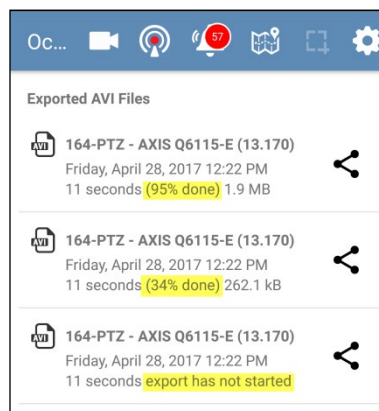 Oc...
57
Exported AVI Files
AVI
164-PTZ - AXIS Q6115-E (13.170)
Friday, April 28, 2017 12:22 PM
11 seconds (95% done) 1.9 MB
AVI
164-PTZ - AXIS Q6115-E (13.170)
Friday, April 28, 2017 12:22 PM
11 seconds (34% done) 262.1 kB
AVI
164-PTZ - AXIS Q6115-E (13.170)
Friday, April 28, 2017 12:22 PM
11 seconds export has not started